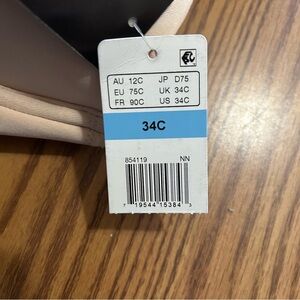 AU 12C JP D75
EU 75C UK 34C
FR 90C US 34C
34C
854119 NN
7 19544 15384 3